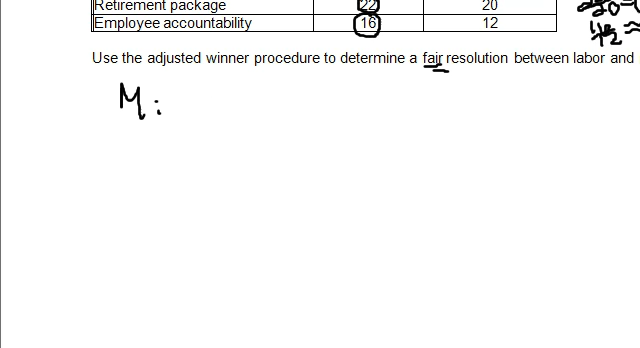 Retirement package 22 20
Employee accountability 16 12
Use the adjusted winner procedure to determine a fair resolution between labor and
M: